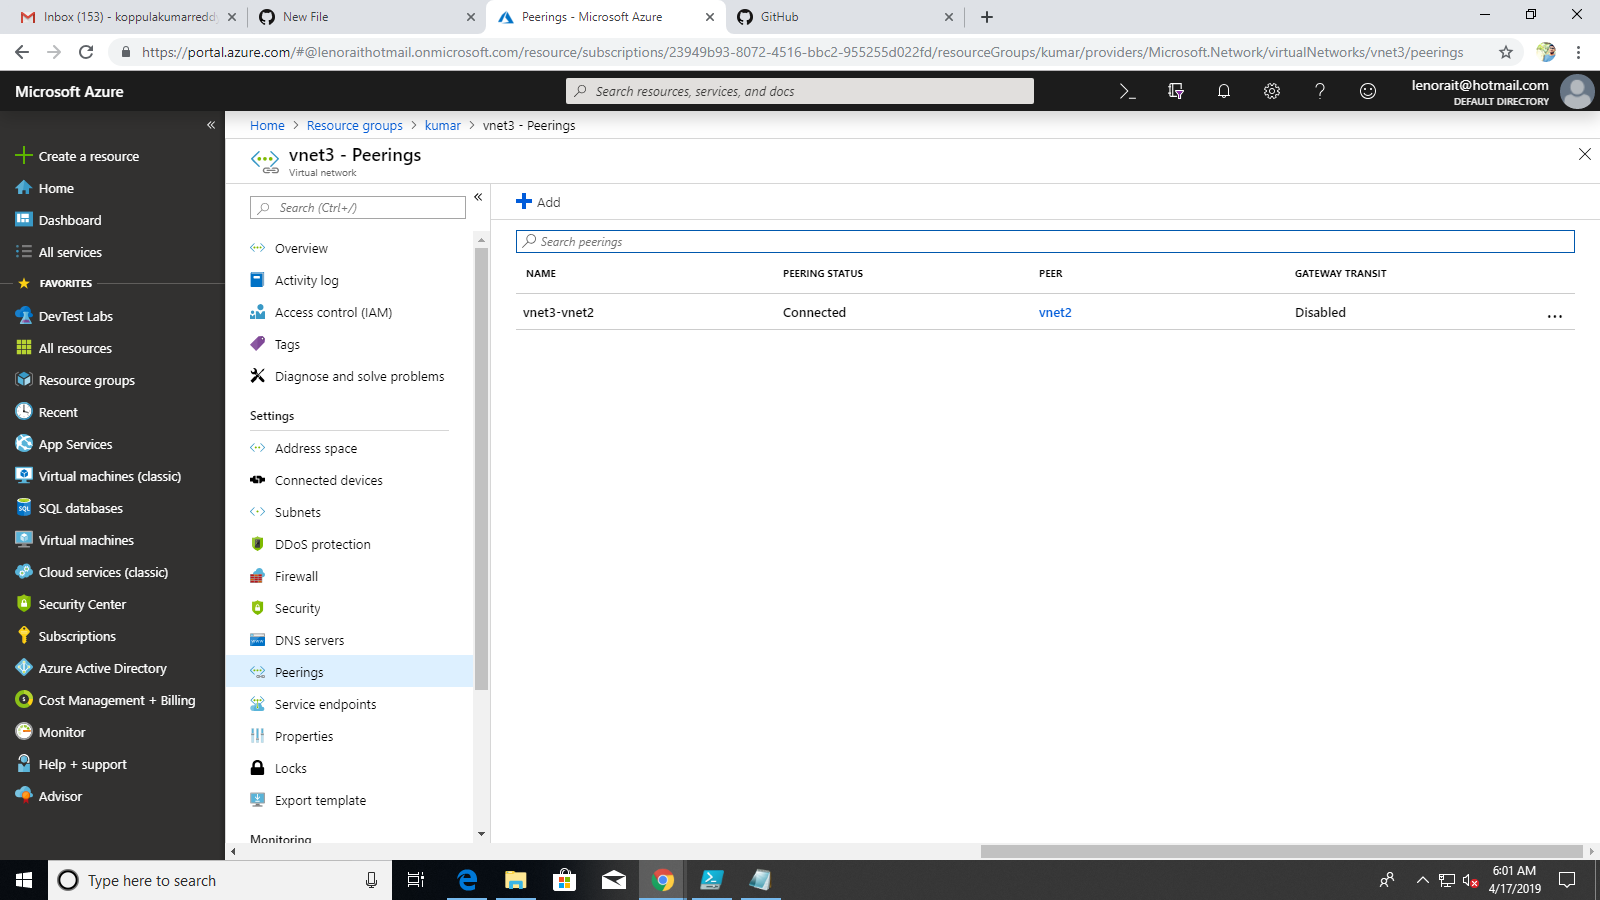 Inbox (153) - koppulakumarreddy
New File
Peerings - Microsoft Azure
GitHub
https://portal.azure.com/#@lenoraithotmail.onmicrosoft.com/resource/subscriptions/23949b93-8072-4516-bbc2-955255d022fd/resourceGroups/kumar/providers/Microsoft.Network/virtualNetworks/vnet3/peerings
Microsoft Azure
Search resources, services, and docs
lenorait@hotmail.com
DEFAULT DIRECTORY
Create a resource
Home
Dashboard
All services
FAVORITES
DevTest Labs
All resources
Resource groups
Recent
App Services
Virtual machines (classic)
SQL databases
Virtual machines
Cloud services (classic)
Security Center
Subscriptions
Azure Active Directory
Cost Management + Billing
Monitor
Help + support
Advisor
Home > Resource groups > kumar > vnet3 - Peerings
vnet3 - Peerings
Virtual network
Search (Ctrl+/)
Overview
Activity log
Access control (IAM)
Tags
Diagnose and solve problems
Settings
Address space
Connected devices
Subnets
DDoS protection
Firewall
Security
DNS servers
Peerings
Service endpoints
Properties
Locks
Export template
Monitoring
Add
Search peerings
NAME PEERING STATUS PEER GATEWAY TRANSIT
vnet3-vnet2 Connected vnet2 Disabled ...
Type here to search
6:01 AM
4/17/2019